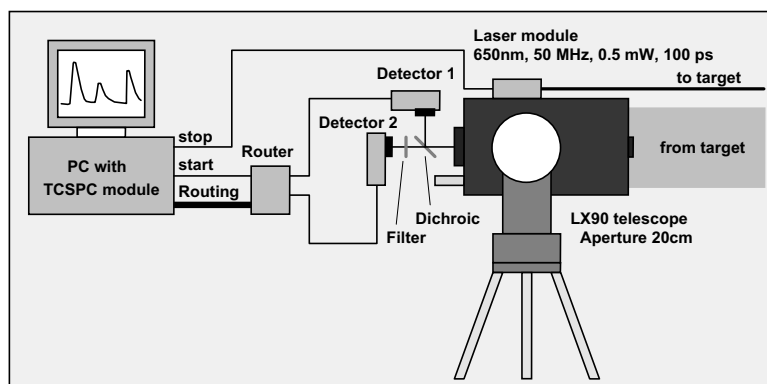 Laser module
650nm, 50 MHz, 0.5 mW, 100 ps
to target
Detector 1
Detector 2
stop
Router
start
PC with
TCSPC module
Routing
from target
Dichroic
Filter
LX90 telescope
Aperture 20cm